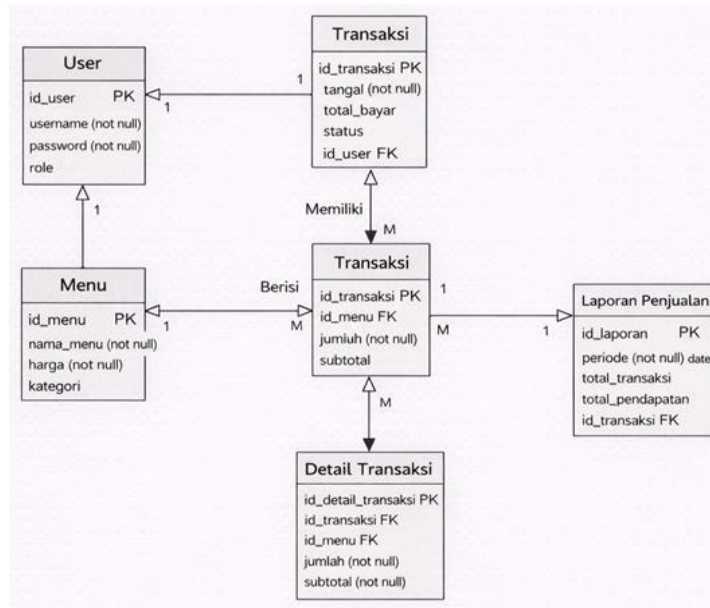 User
id_user PK
username (not null)
password (not null)
role
1
1
1
Transaksi
id_transaksi PK
tangal (not null)
total_bayar
status
id_user FK
Memiliki
M
Menu
id_menu PK
nama_menu (not null)
harga (not null)
kategori
Berisi
1
M
Transaksi
id_transaksi PK
id_menu FK
jumiuh (not null)
subtotal
1
M
1
M
Laporan Penjualan
id_laporan PK
periode (not null) date
total_transaksi
total_pendapatan
id_transaksi FK
Detail Transaksi
id_detail_transaksi PK
id_transaksi FK
id_menu FK
jumlah (not null)
subtotal (not null)